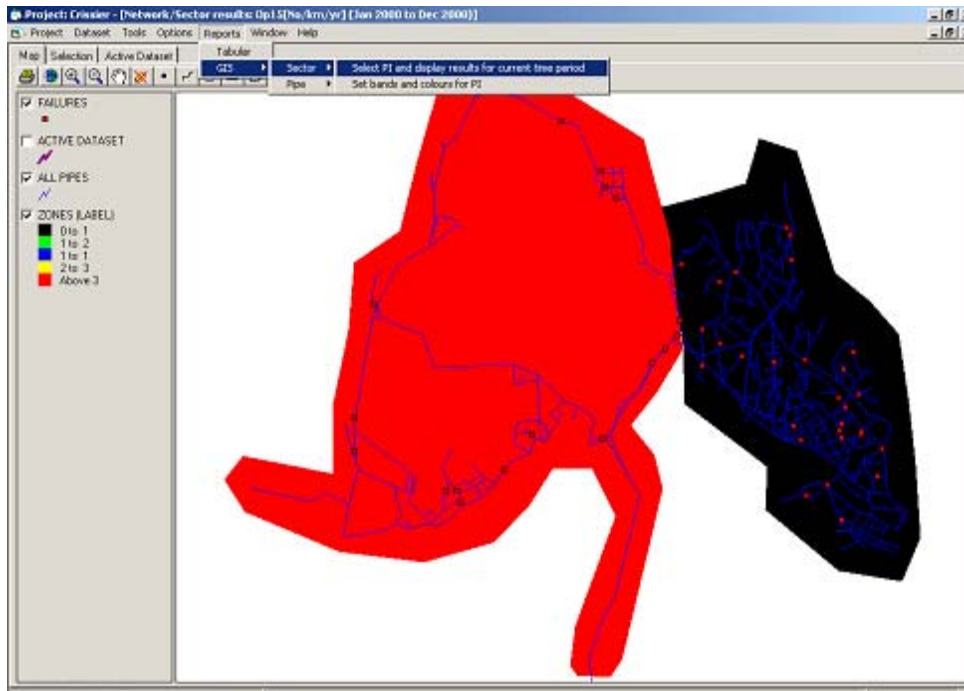 Project: Crissier - [Network/Sector results: Op15[No/km/yr] (Jan 2000 to Dec 2000)]
Project Dataset Tools Options Reports Window Help
Map Selection Active Dataset
Tabular
GIS
Sector Select PI and display results for current time period
Pipe Set bands and colours for PI
FAILURES
ACTIVE DATASET
ALL PIPES
ZONES (LABEL)
0 to 1
1 to 2
1 to 1
2 to 3
Above 3